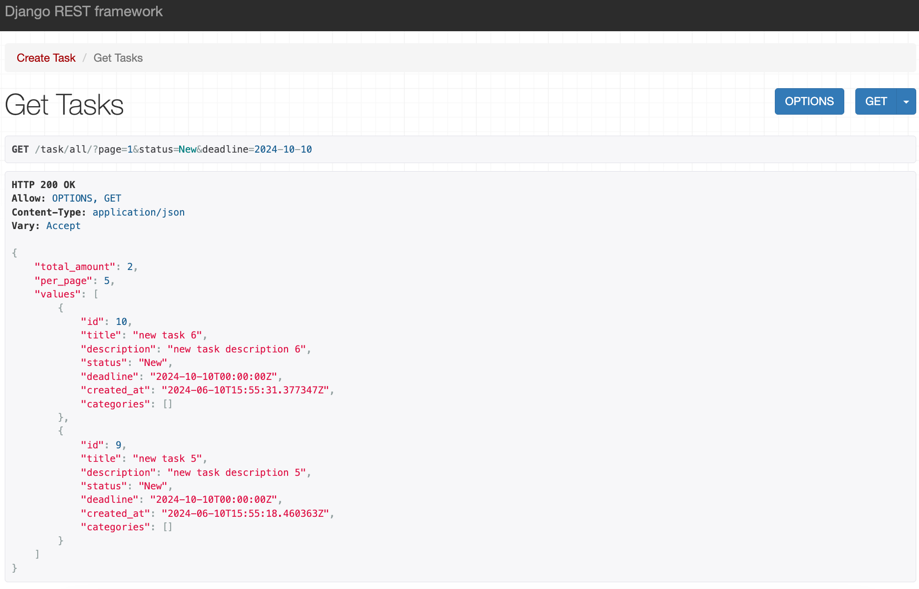 Django REST framework
Create Task / Get Tasks
Get Tasks
OPTIONS GET
GET /task/all/?page=1&status=New&deadline=2024-10-10
HTTP 200 OK
Allow: OPTIONS, GET
Content-Type: application/json
Vary: Accept
{
    "total_amount": 2,
    "per_page": 5,
    "values": [
        {
            "id": 10,
            "title": "new task 6",
            "description": "new task description 6",
            "status": "New",
            "deadline": "2024-10-10T00:00:00Z",
            "created_at": "2024-06-10T15:55:31.377347Z",
            "categories": []
        },
        {
            "id": 9,
            "title": "new task 5",
            "description": "new task description 5",
            "status": "New",
            "deadline": "2024-10-10T00:00:00Z",
            "created_at": "2024-06-10T15:55:18.460363Z",
            "categories": []
        }
    ]
}